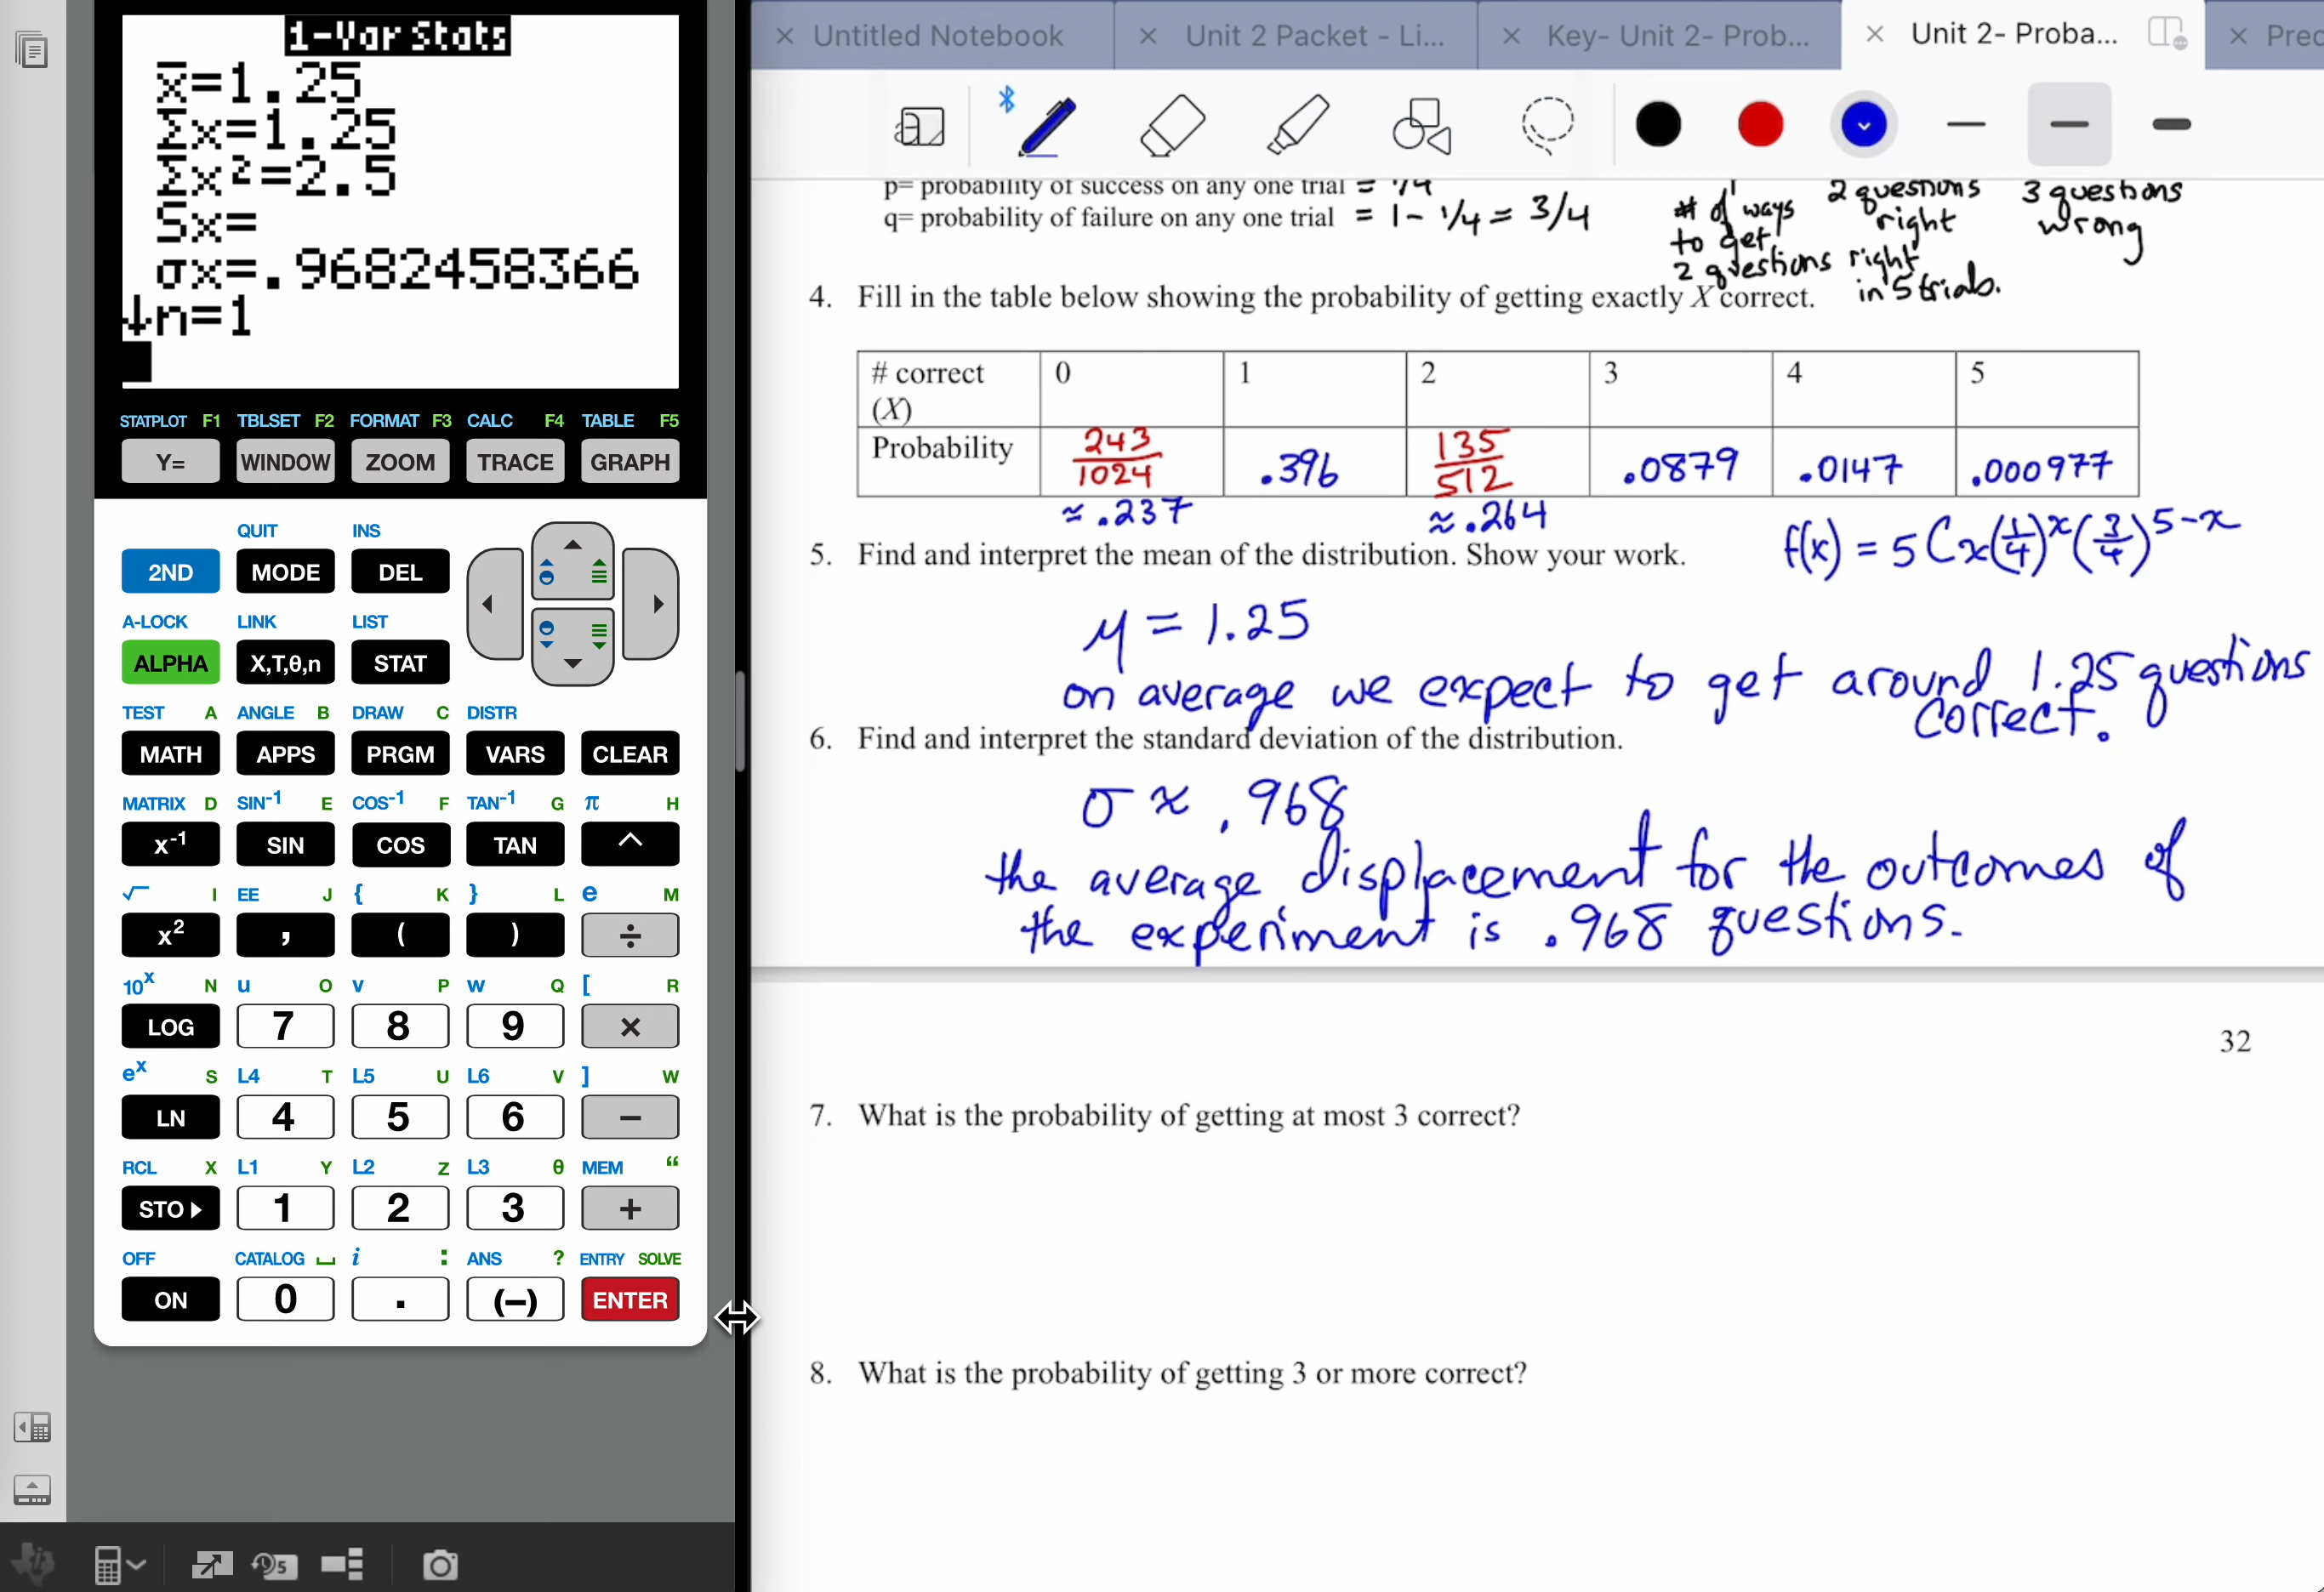 1-Var Stats
x̄=1.25
Σx=1.25
Σx²=2.5
Sx=
σx=.9682458366
↓n=1
STATPLOT F1 TBLSET F2 FORMAT F3 CALC F4 TABLE F5
Y= WINDOW ZOOM TRACE GRAPH
QUIT INS
2ND MODE DEL
A-LOCK LINK LIST
ALPHA X,T,θ,n STAT
TEST A ANGLE B DRAW C DISTR
MATH APPS PRGM VARS CLEAR
MATRIX D SIN⁻¹ E COS⁻¹ F TAN⁻¹ G π H
x⁻¹ SIN COS TAN ^
√ I EE J { K } L e M
x² , ( ) ÷
10ˣ N u O v P w Q [ R
LOG 7 8 9 ×
eˣ S L4 T L5 U L6 V ] W
LN 4 5 6 −
RCL X L1 Y L2 Z L3 θ MEM “
STO▶ 1 2 3 +
OFF CATALOG ⎵ i : ANS ? ENTRY SOLVE
ON 0 . (−) ENTER
5
× Untitled Notebook × Unit 2 Packet - Li... × Key- Unit 2- Prob... × Unit 2- Proba... × Prec
a
p= probability of success on any one trial = 1/4
q= probability of failure on any one trial = 1 - 1/4 = 3/4
# of ways
to get
2 questions right
in 5 trials.
2 questions
right
3 questions
wrong
4. Fill in the table below showing the probability of getting exactly X correct.
# correct (X) 0 1 2 3 4 5
Probability 243/1024 .396 135/512 .0879 .0147 .000977
≈ .237 ≈ .264
f(x) = 5Cx(1/4)^x(3/4)^5-x
5. Find and interpret the mean of the distribution. Show your work.
μ = 1.25
on average we expect to get around 1.25 questions
correct.
6. Find and interpret the standard deviation of the distribution.
σ ≈ .968
the average displacement for the outcomes of
the experiment is .968 questions.
32
7. What is the probability of getting at most 3 correct?
8. What is the probability of getting 3 or more correct?